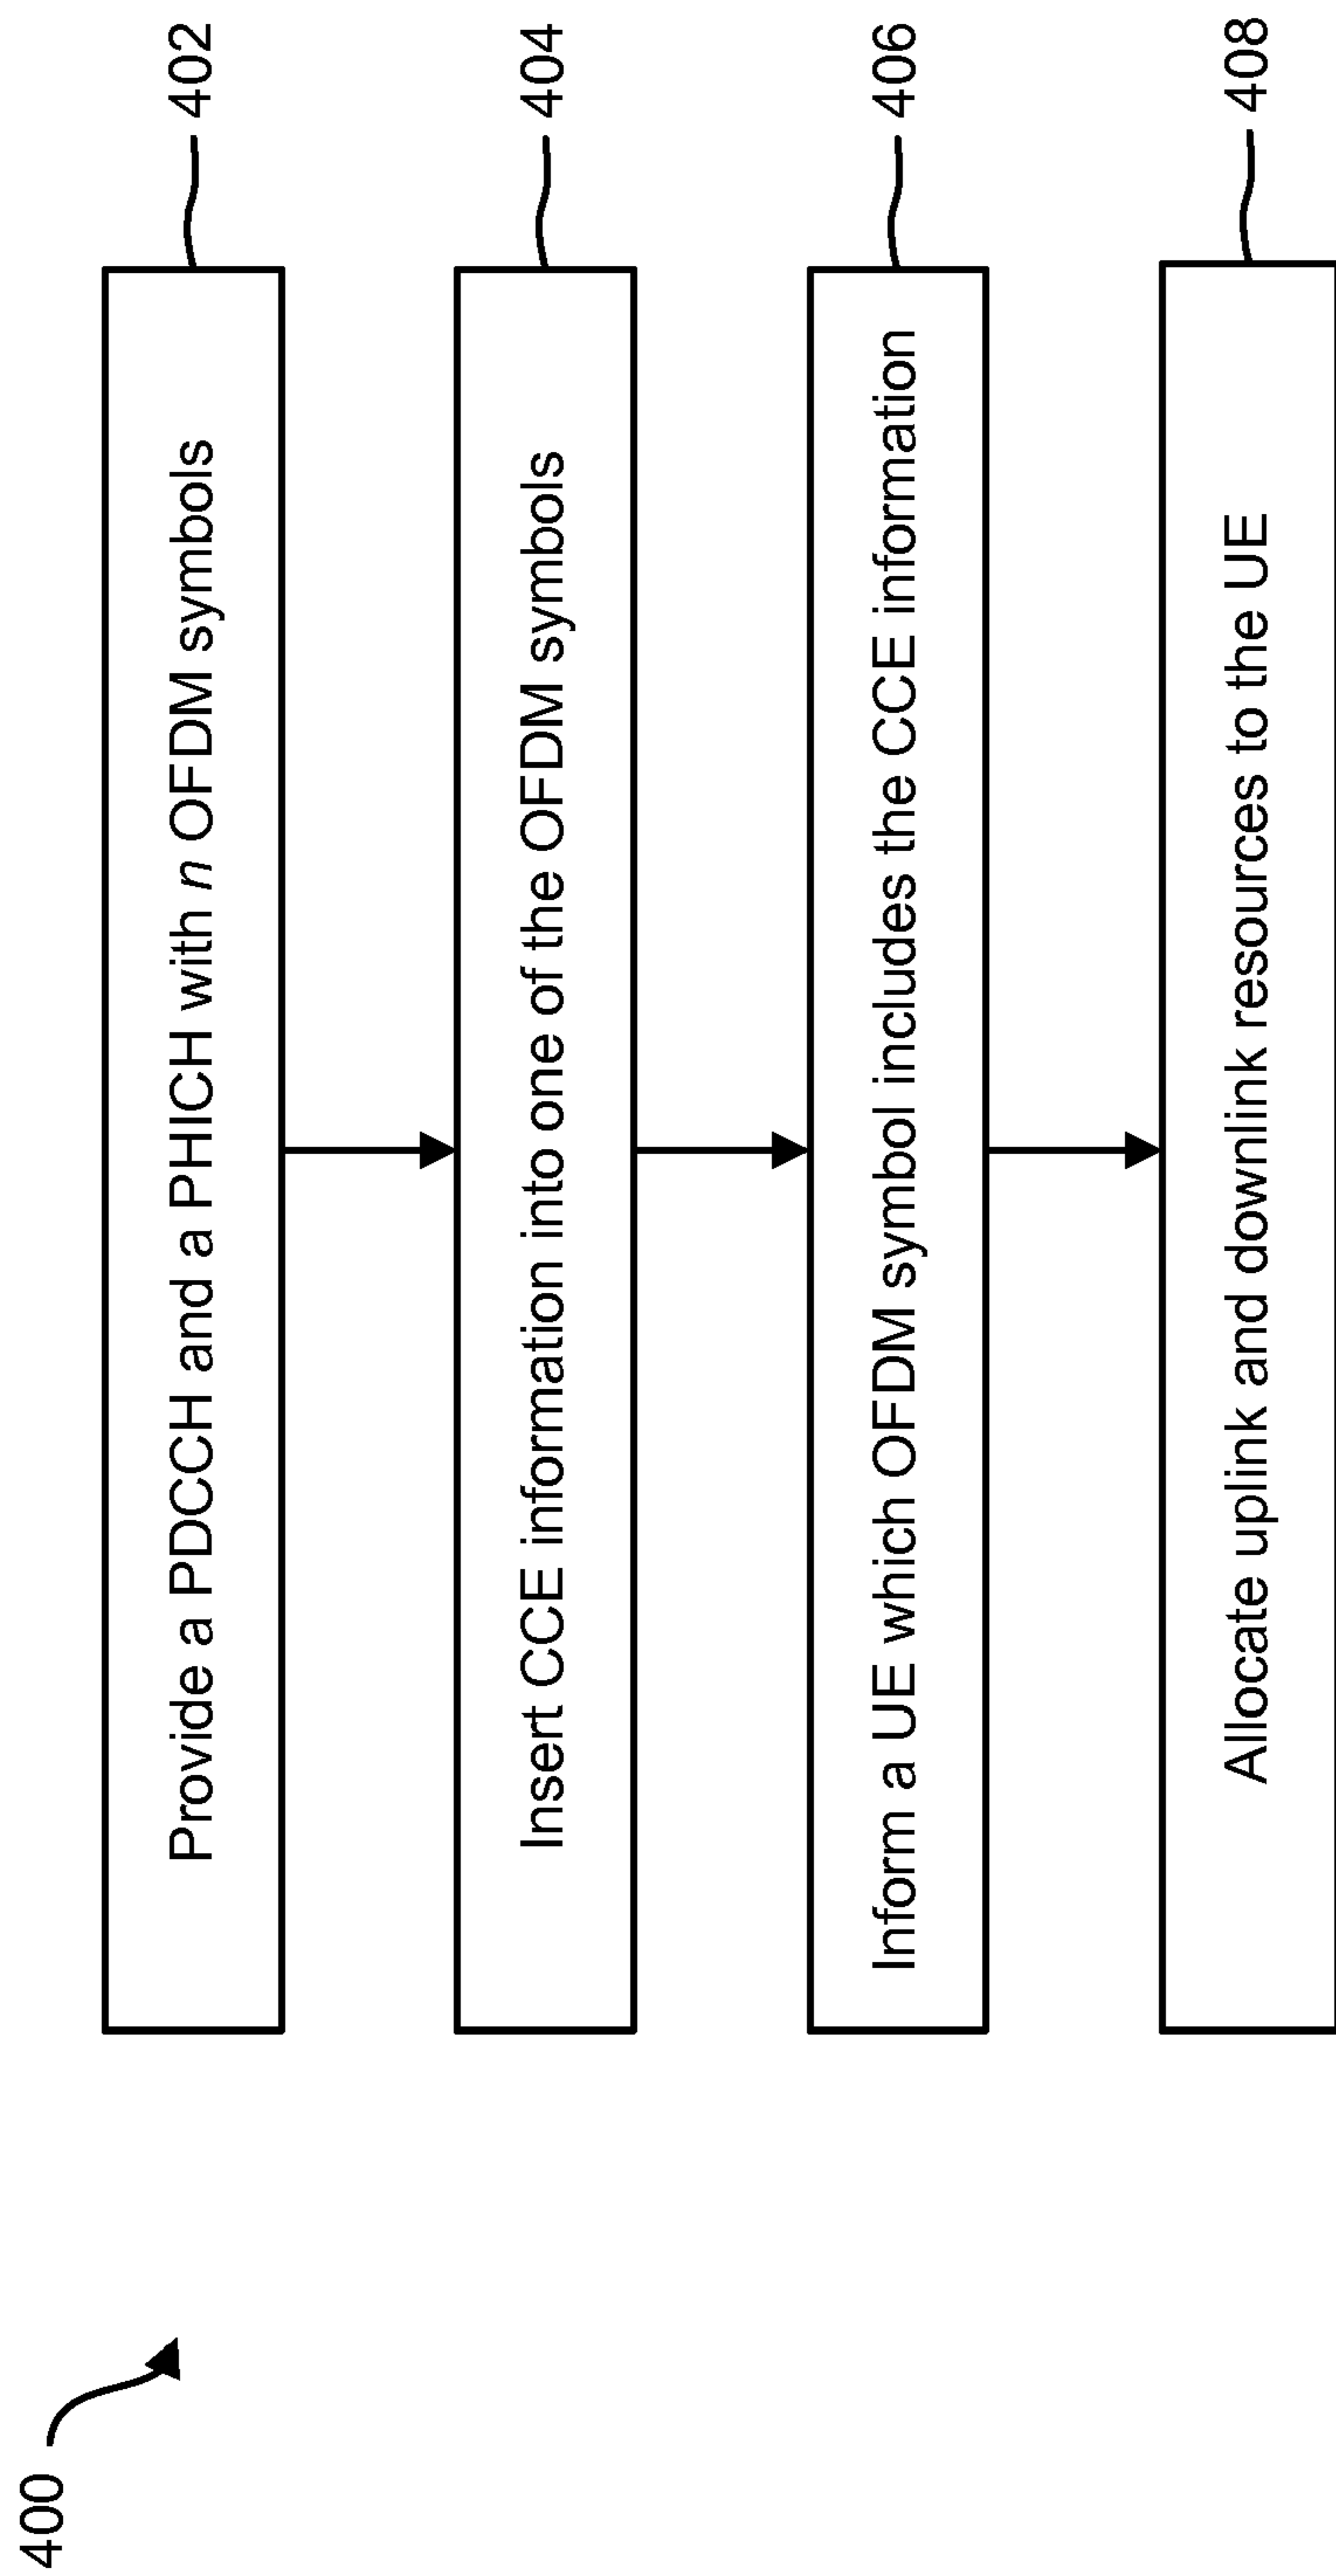 400
Provide a PDCCH and a PHICH with n OFDM symbols
402
Insert CCE information into one of the OFDM symbols
404
Inform a UE which OFDM symbol includes the CCE information
406
Allocate uplink and downlink resources to the UE
408